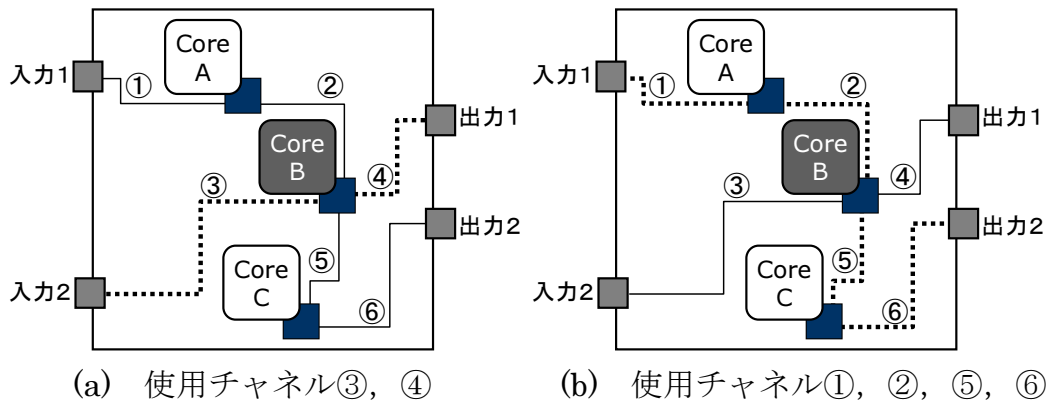 入力1
①
Core
A
②
出力1
Core
B
④
③
出力2
入力2
Core
C
⑤
⑥
(a) 使用チャネル③, ④
入力1
①
Core
A
②
出力1
Core
B
④
③
出力2
入力2
Core
C
⑤
⑥
(b) 使用チャネル①, ②, ⑤, ⑥